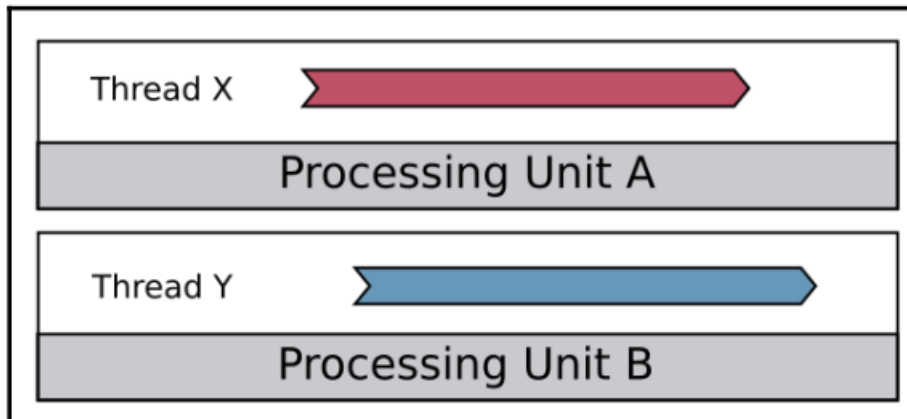 Thread X
Processing Unit A
Thread Y
Processing Unit B